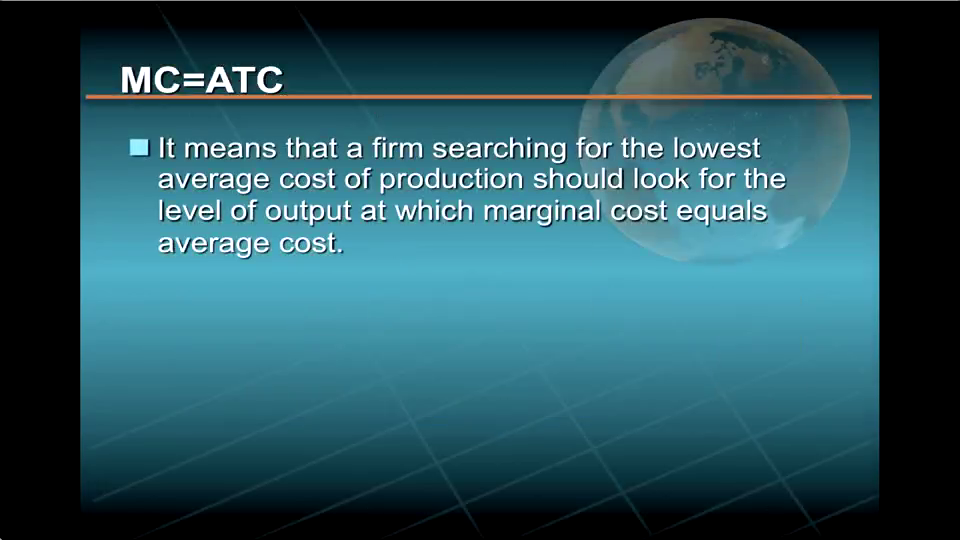 MC=ATC
It means that a firm searching for the lowest
average cost of production should look for the
level of output at which marginal cost equals
average cost.